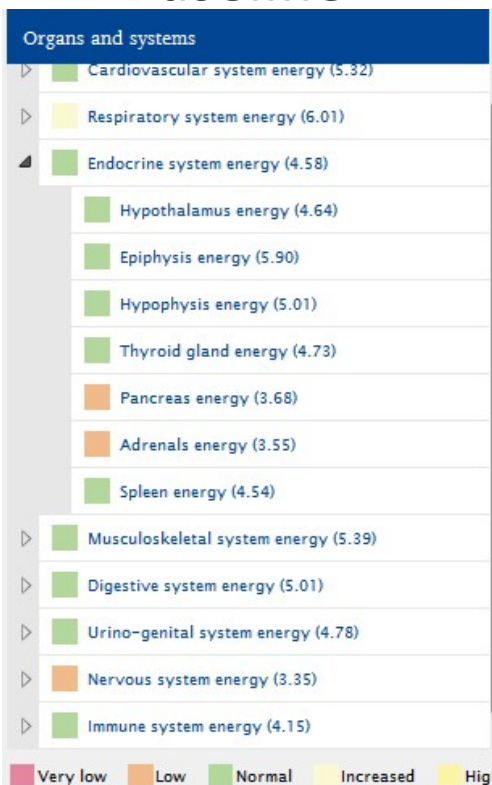 Organs and systems
Cardiovascular system energy (5.32)
Respiratory system energy (6.01)
Endocrine system energy (4.58)
Hypothalamus energy (4.64)
Epiphysis energy (5.90)
Hypophysis energy (5.01)
Thyroid gland energy (4.73)
Pancreas energy (3.68)
Adrenals energy (3.55)
Spleen energy (4.54)
Musculoskeletal system energy (5.39)
Digestive system energy (5.01)
Urino-genital system energy (4.78)
Nervous system energy (3.35)
Immune system energy (4.15)
Very low Low Normal Increased Hig